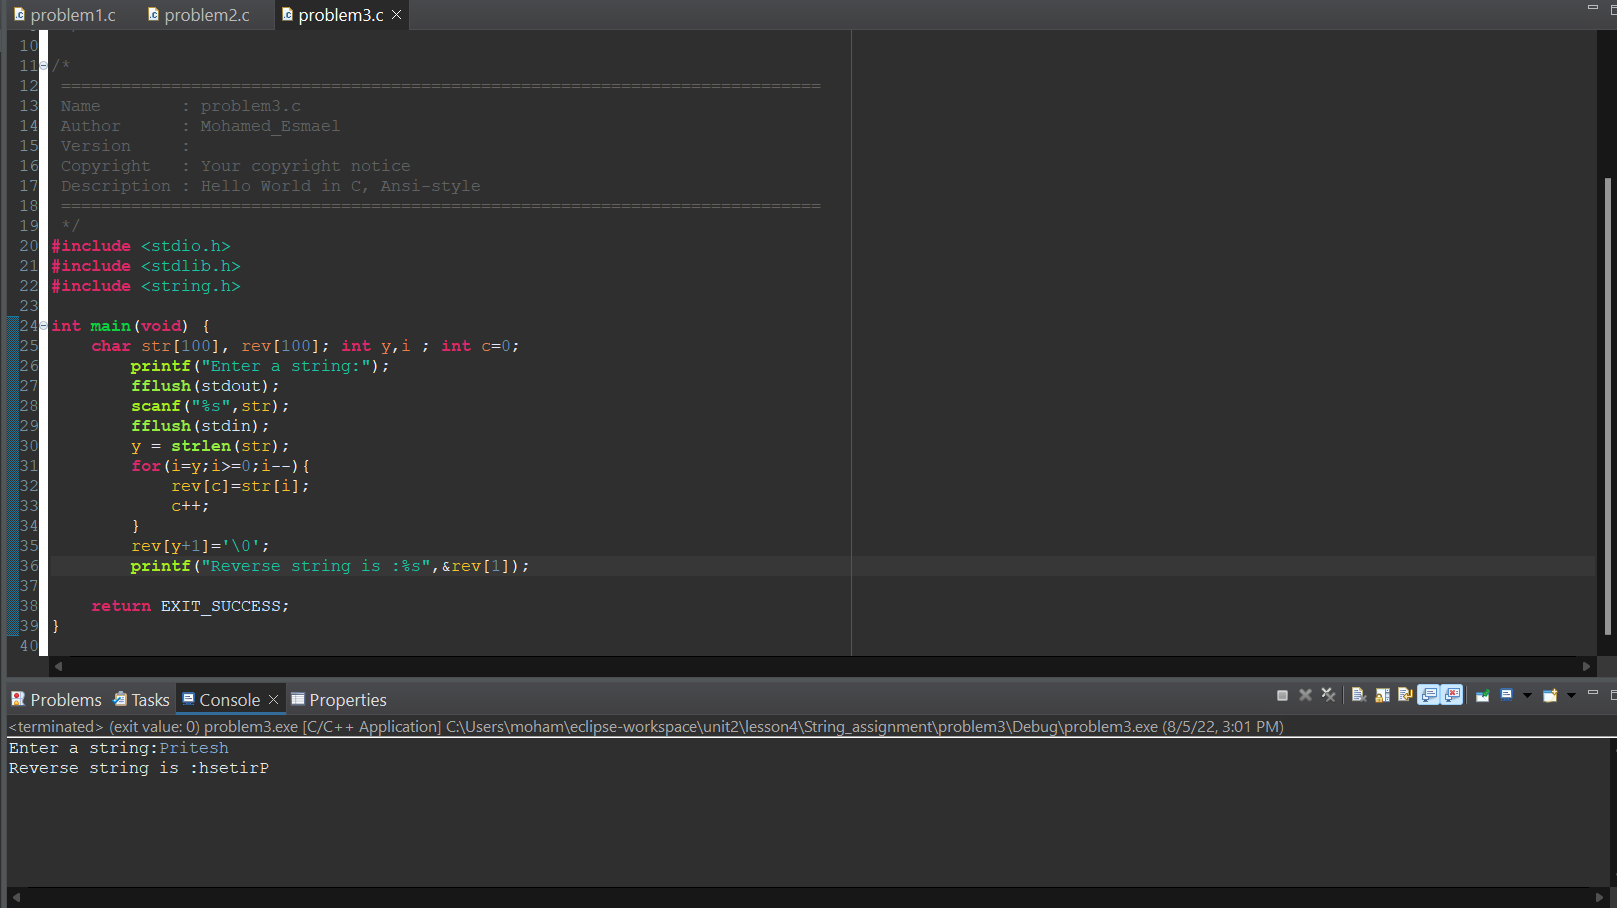 problem1.c problem2.c problem3.c
10
11 /*
12 ============================================================================
13 Name        : problem3.c
14 Author      : Mohamed_Esmael
15 Version     :
16 Copyright   : Your copyright notice
17 Description : Hello World in C, Ansi-style
18 ============================================================================
19 */
20 #include <stdio.h>
21 #include <stdlib.h>
22 #include <string.h>
23
24 int main(void) {
25     char str[100], rev[100]; int y,i ; int c=0;
26         printf("Enter a string:");
27         fflush(stdout);
28         scanf("%s",str);
29         fflush(stdin);
30         y = strlen(str);
31         for(i=y;i>=0;i--){
32             rev[c]=str[i];
33             c++;
34         }
35         rev[y+1]='\0';
36         printf("Reverse string is :%s",&rev[1]);
37
38     return EXIT_SUCCESS;
39 }
40
Problems Tasks Console Properties
<terminated> (exit value: 0) problem3.exe [C/C++ Application] C:\Users\moham\eclipse-workspace\unit2\lesson4\String_assignment\problem3\Debug\problem3.exe (8/5/22, 3:01 PM)
Enter a string:Pritesh
Reverse string is :hsetirP